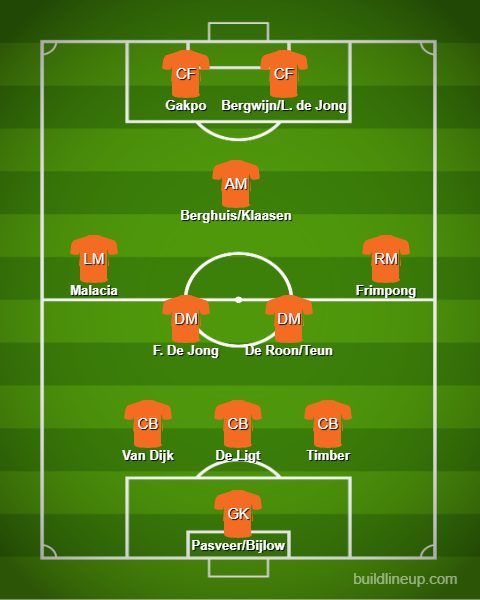 CF CF
Gakpo Bergwijn/L. de Jong
AM
Berghuis/Klaasen
LM RM
Malacia Frimpong
DM DM
F. De Jong De Roon/Teun
CB CB CB
Van Dijk De Ligt Timber
GK
Pasveer/Bijlow
buildlineup.com